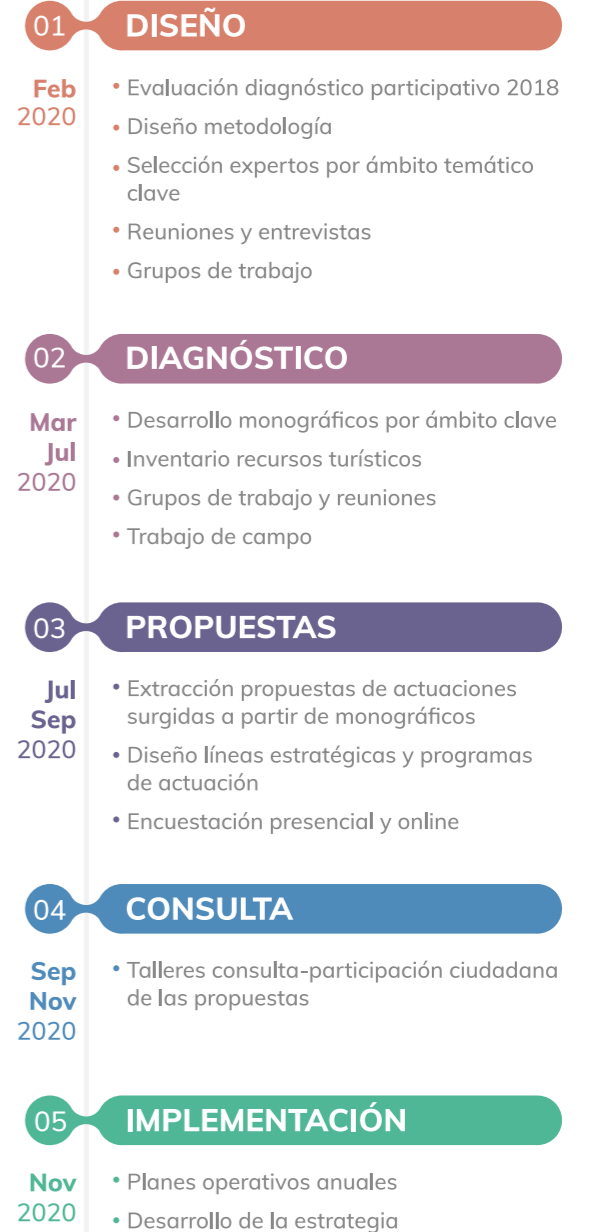 01 DISEÑO
Feb
2020
• Evaluación diagnóstico participativo 2018
• Diseño metodología
• Selección expertos por ámbito temático
clave
• Reuniones y entrevistas
• Grupos de trabajo
02 DIAGNÓSTICO
Mar
Jul
2020
• Desarrollo monográficos por ámbito clave
• Inventario recursos turísticos
• Grupos de trabajo y reuniones
• Trabajo de campo
03 PROPUESTAS
Jul
Sep
2020
• Extracción propuestas de actuaciones
surgidas a partir de monográficos
• Diseño líneas estratégicas y programas
de actuación
• Encuestación presencial y online
04 CONSULTA
Sep
Nov
2020
• Talleres consulta-participación ciudadana
de las propuestas
05 IMPLEMENTACIÓN
Nov
2020
• Planes operativos anuales
• Desarrollo de la estrategia